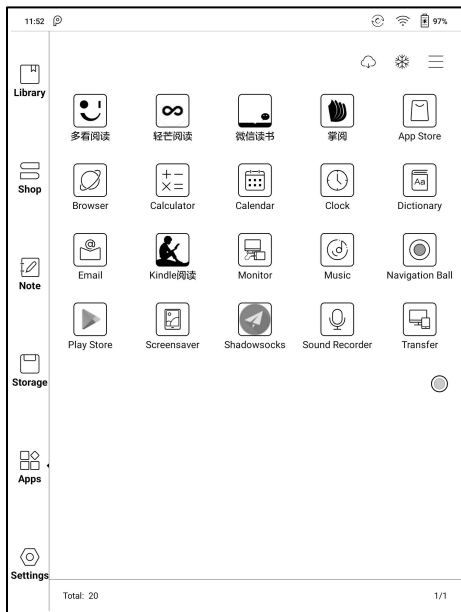 11:52
97%
Library
Shop
Note
Storage
Apps
Settings
多看阅读 轻芒阅读 微信读书 掌阅 App Store
Browser Calculator Calendar Clock Dictionary
Aa
Email Kindle阅读 Monitor Music Navigation Ball
Play Store Screensaver Shadowsocks Sound Recorder Transfer
Total: 20 1/1